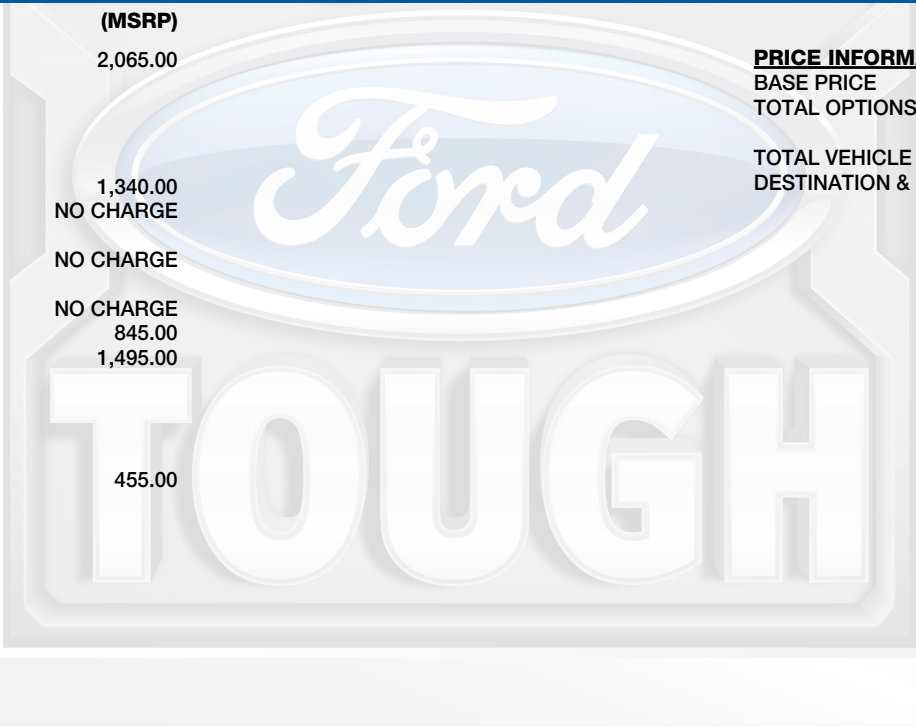 (MSRP)
2,065.00
1,340.00
NO CHARGE
NO CHARGE
NO CHARGE
845.00
1,495.00
455.00
PRICE INFORM
BASE PRICE
TOTAL OPTIONS
TOTAL VEHICLE
DESTINATION &
Ford
TOUGH